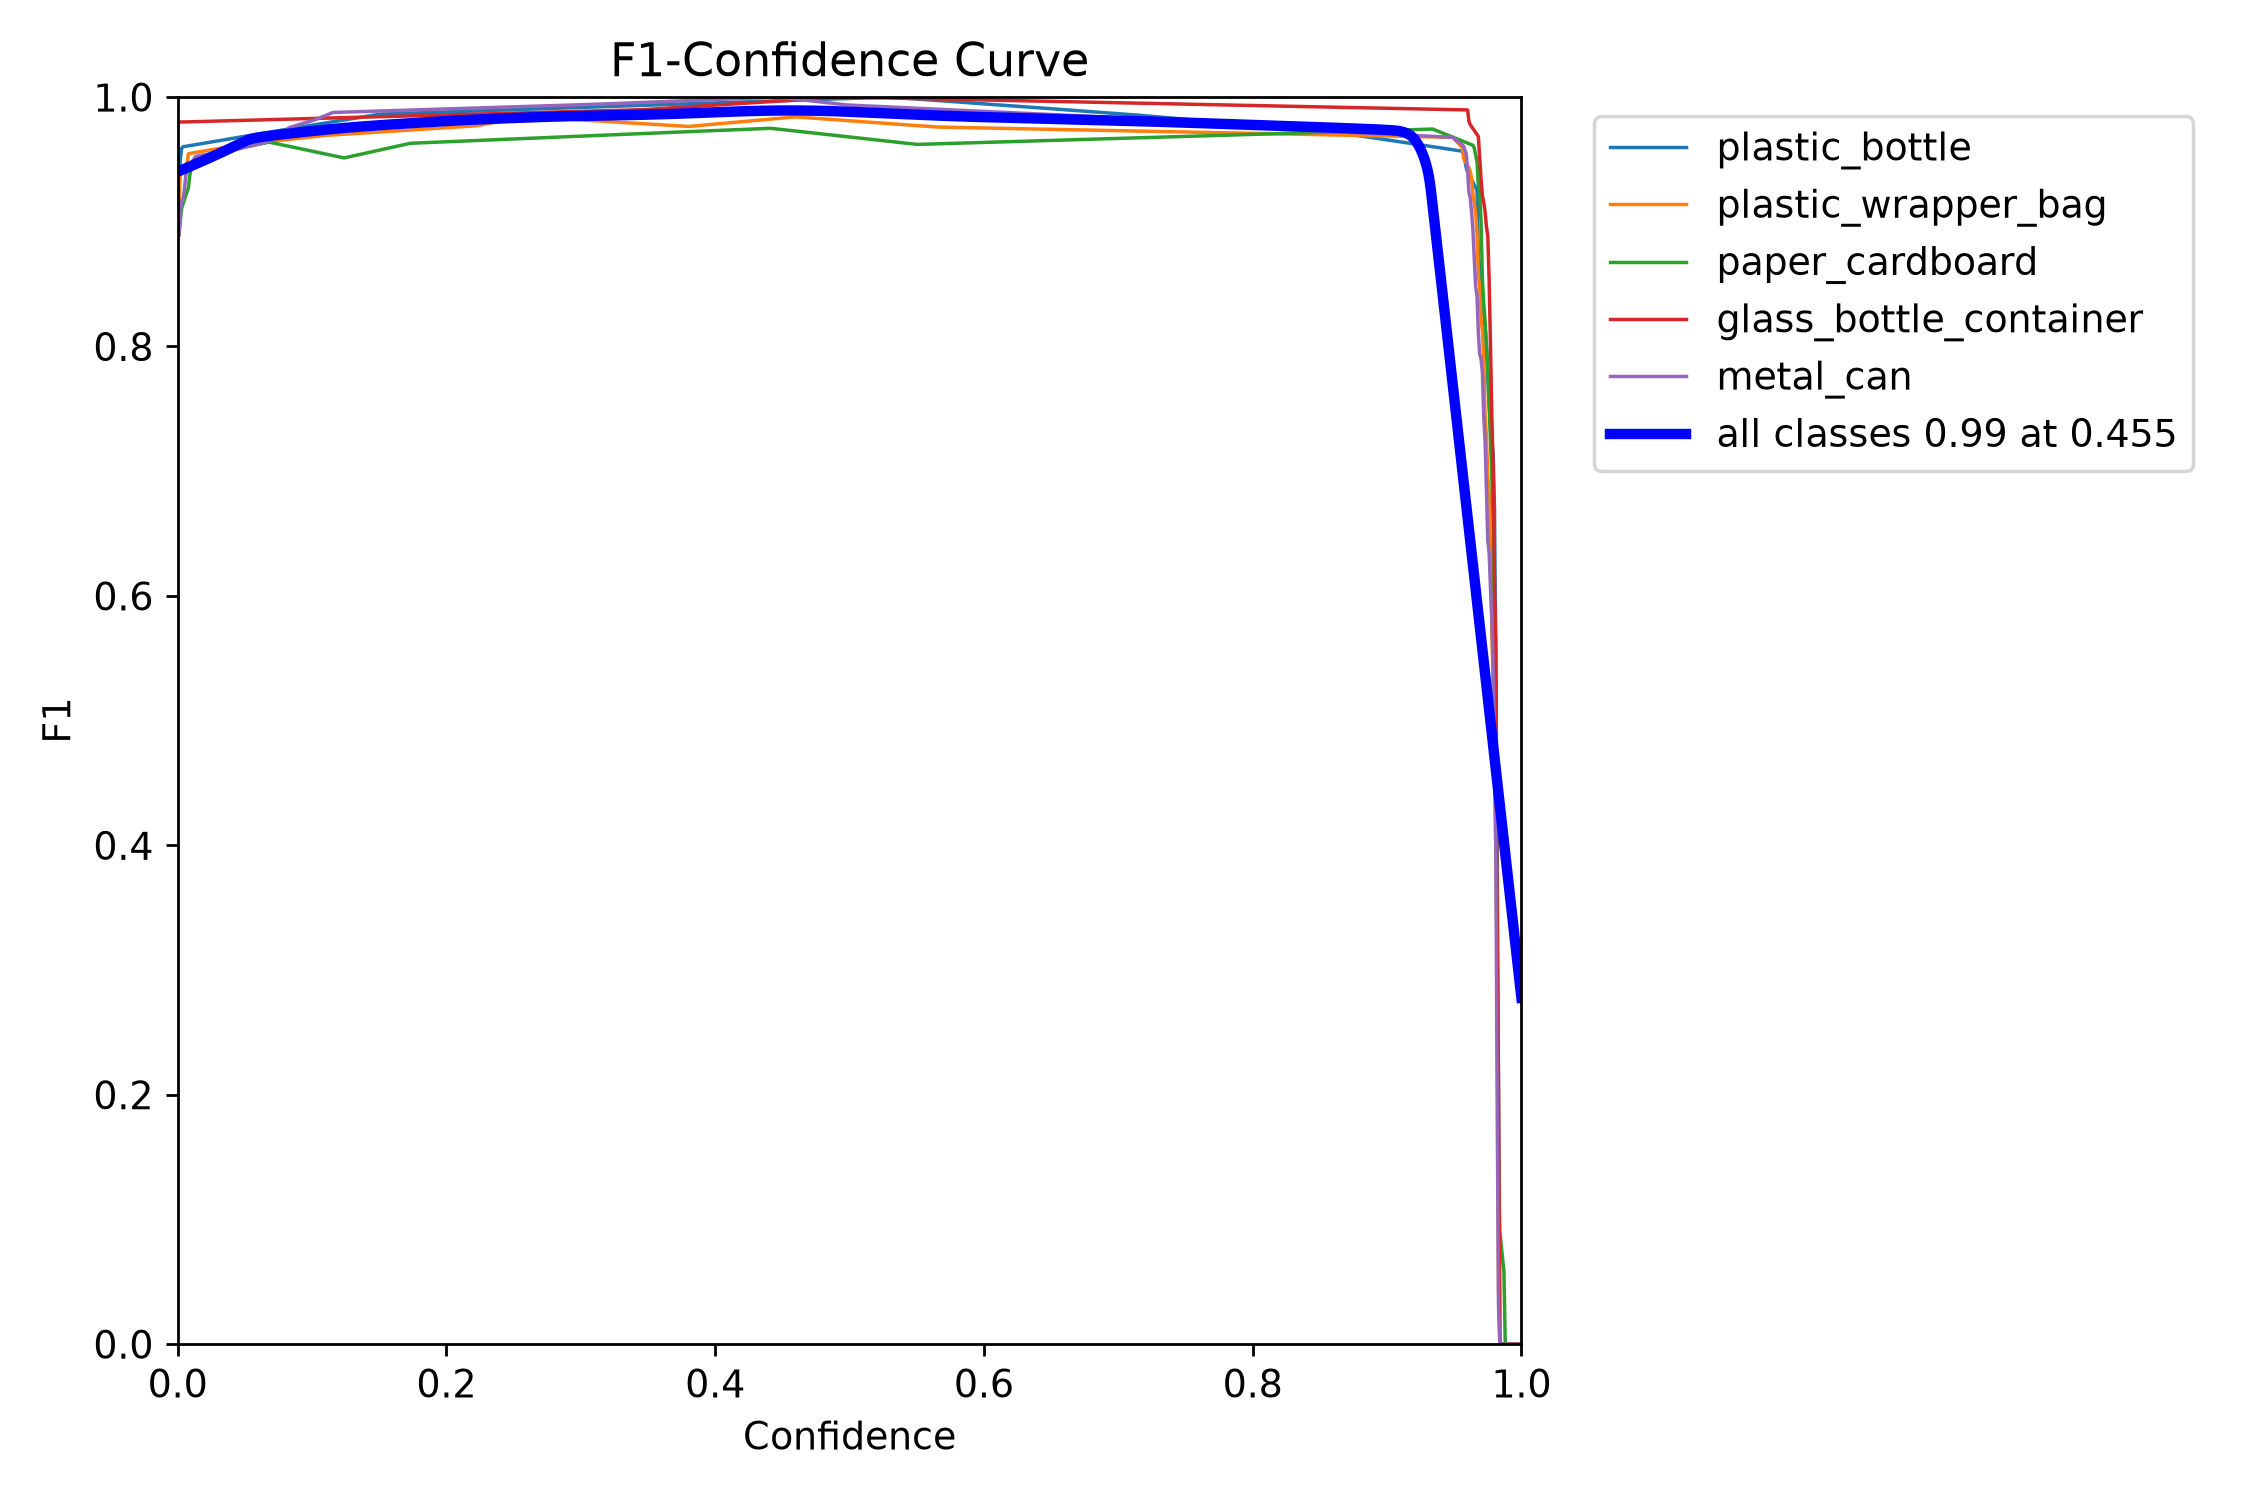 F1-Confidence Curve
1.0
0.8
0.6
0.4
0.2
0.0
F1
0.0 0.2 0.4 0.6 0.8 1.0
Confidence
plastic_bottle
plastic_wrapper_bag
paper_cardboard
glass_bottle_container
metal_can
all classes 0.99 at 0.455